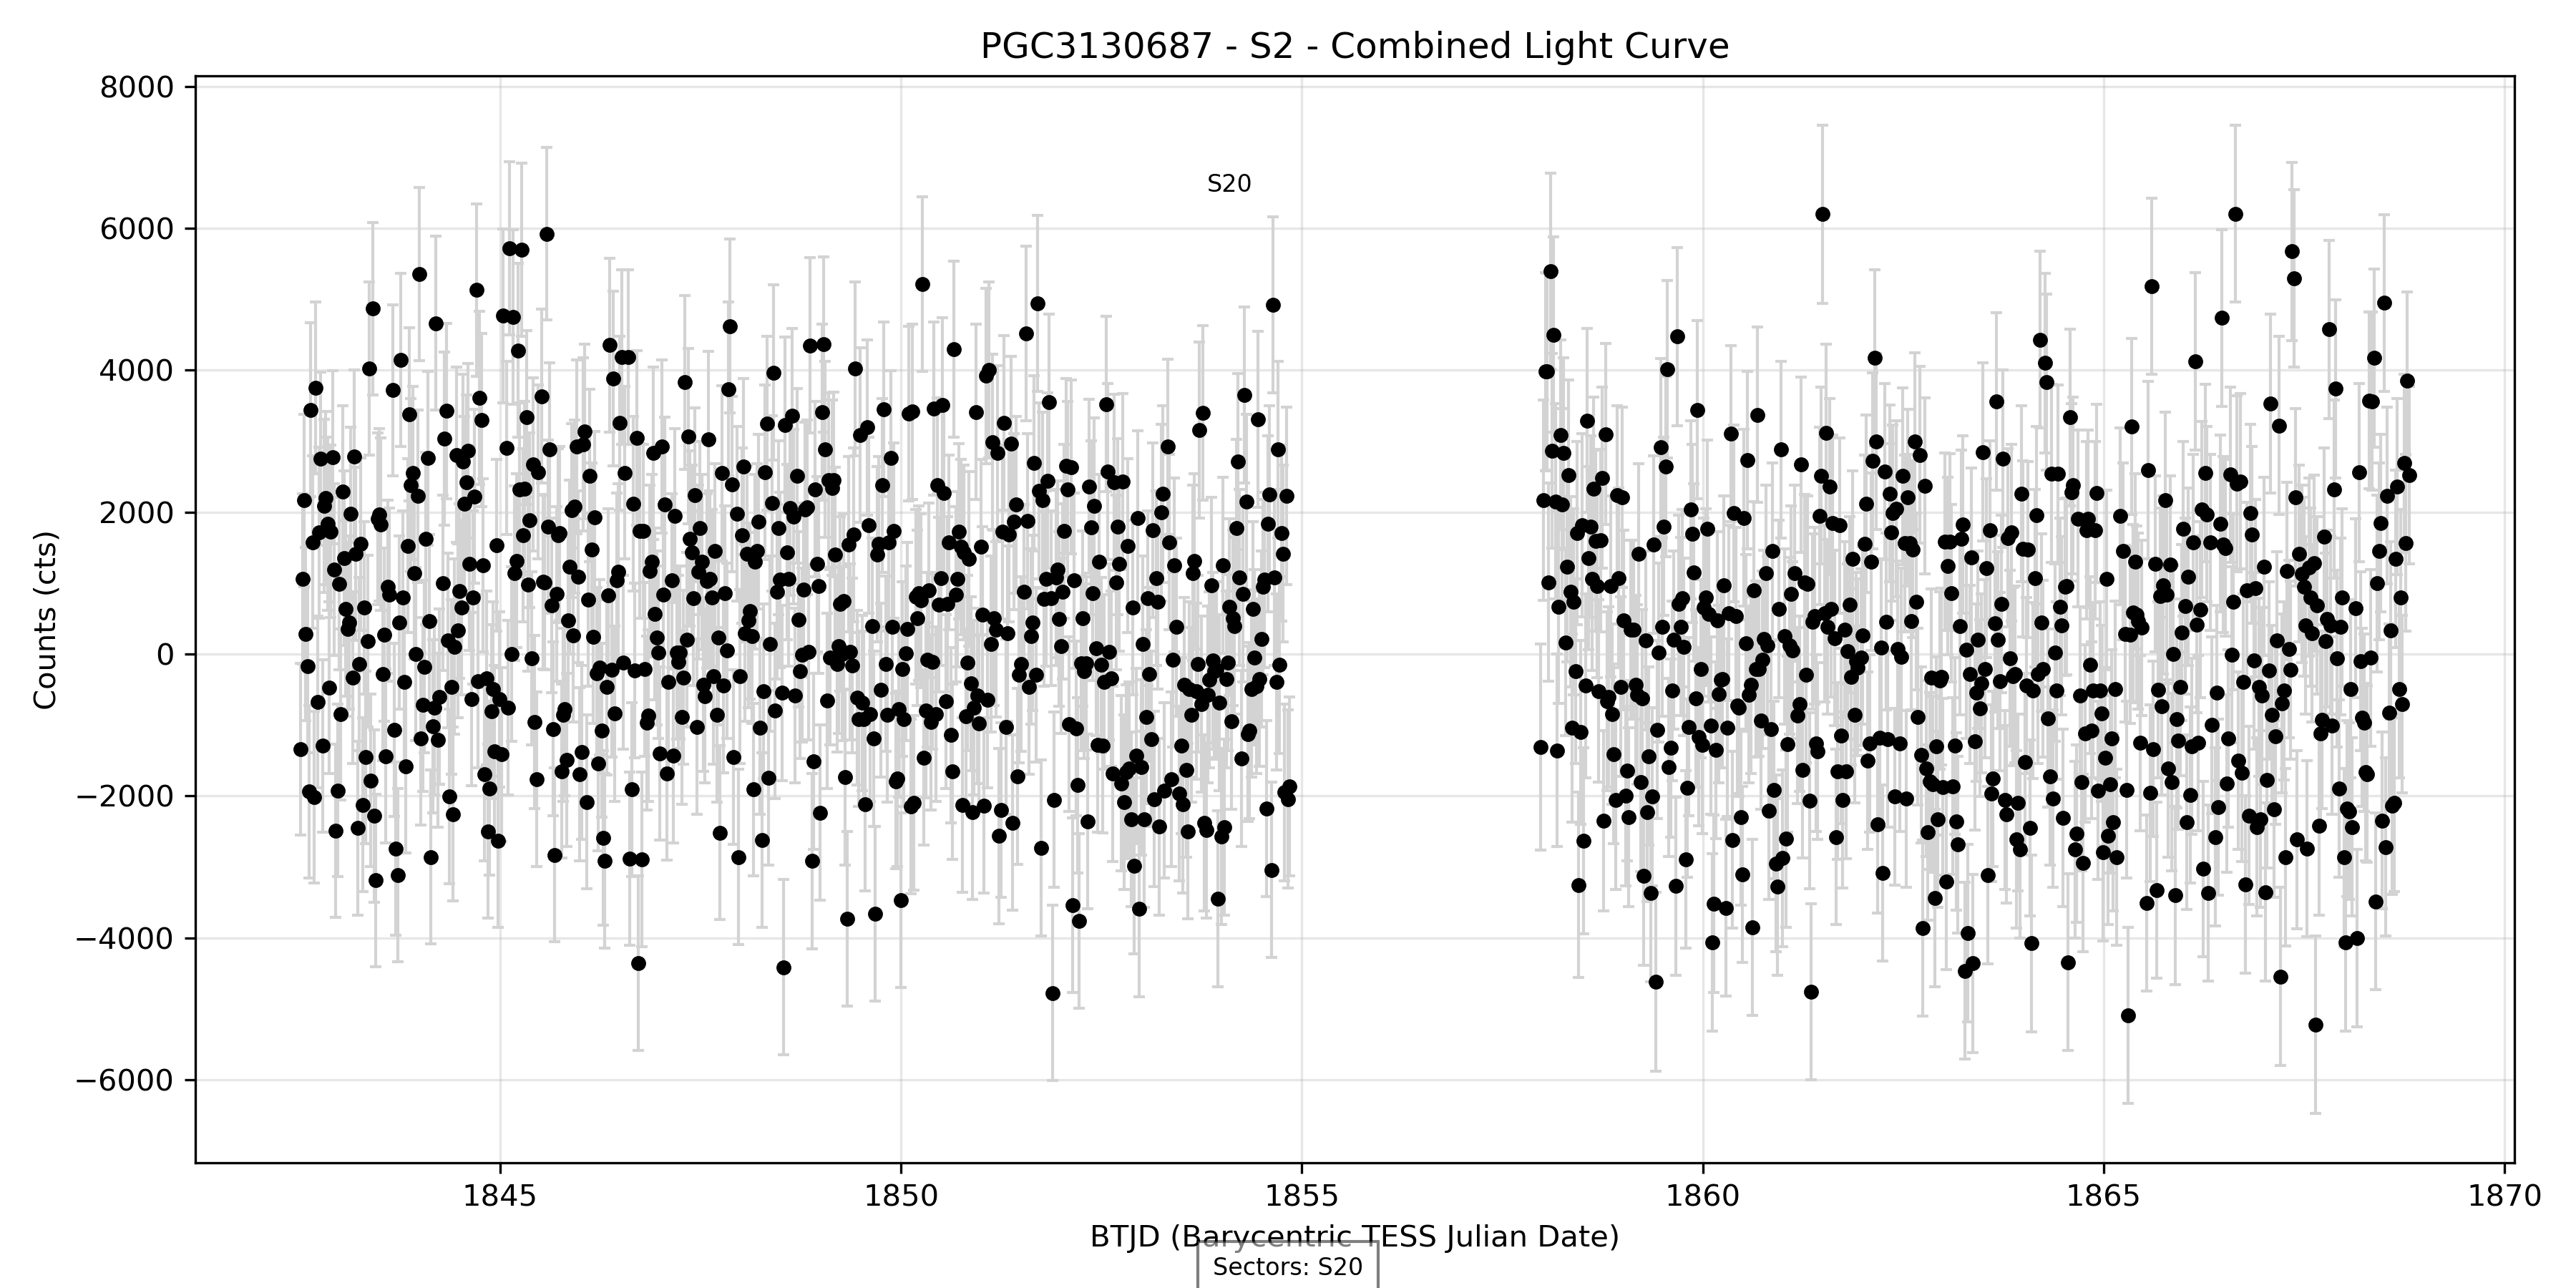 PGC3130687 - S2 - Combined Light Curve
8000
6000
4000
2000
0
−2000
−4000
−6000
Counts (cts)
S20
1845
1850
1855
1860
1865
1870
BTJD (Barycentric TESS Julian Date)
Sectors: S20